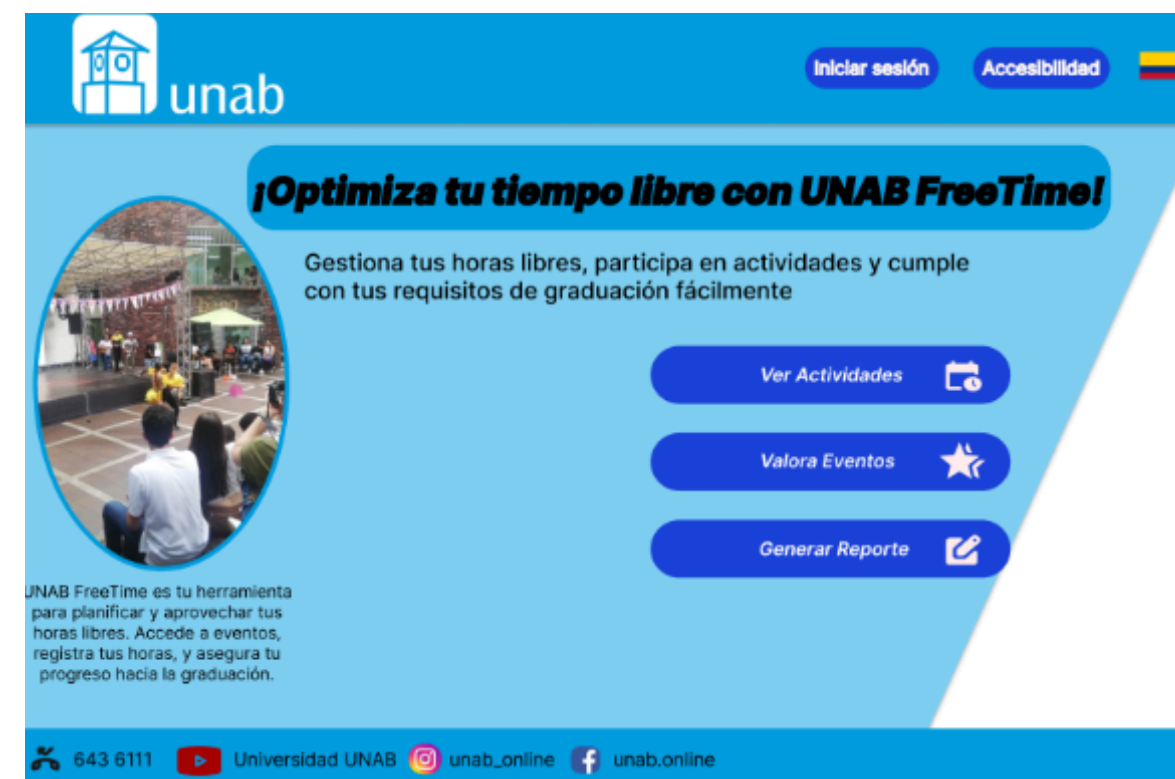 unab
Iniciar sesión
Accesibilidad
¡Optimiza tu tiempo libre con UNAB FreeTime!
Gestiona tus horas libres, participa en actividades y cumple
con tus requisitos de graduación fácilmente
Ver Actividades
Valora Eventos
Generar Reporte
UNAB FreeTime es tu herramienta
para planificar y aprovechar tus
horas libres. Accede a eventos,
registra tus horas, y asegura tu
progreso hacia la graduación.
643 6111 Universidad UNAB unab_online unab.online